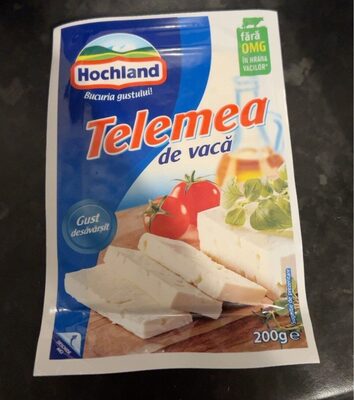 Hochland
Bucuria gustului!
fără
OMG
ÎN HRANA
VACILOR*
Telemea
de vacă
Gust
desăvârșit
200g e